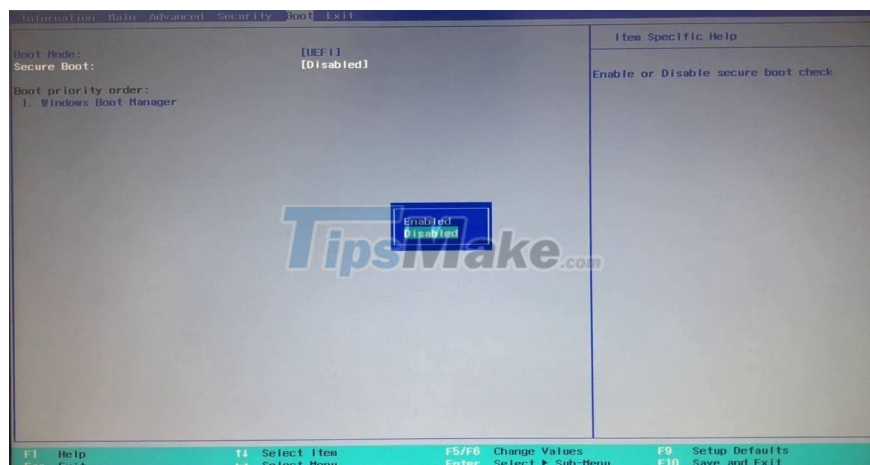 Information Main Advanced Security Boot Exit
Item Specific Help
Boot Mode: [UEFI]
Secure Boot: [Disabled]
Enable or Disable secure boot check
Boot priority order:
1. Windows Boot Manager
Enabled
Disabled
TipsMake.com
F1 Help ↑↓ Select Item F5/F6 Change Values F9 Setup Defaults
Exit Select Menu Enter Select ▶ Sub-Menu F10 Save and Exit